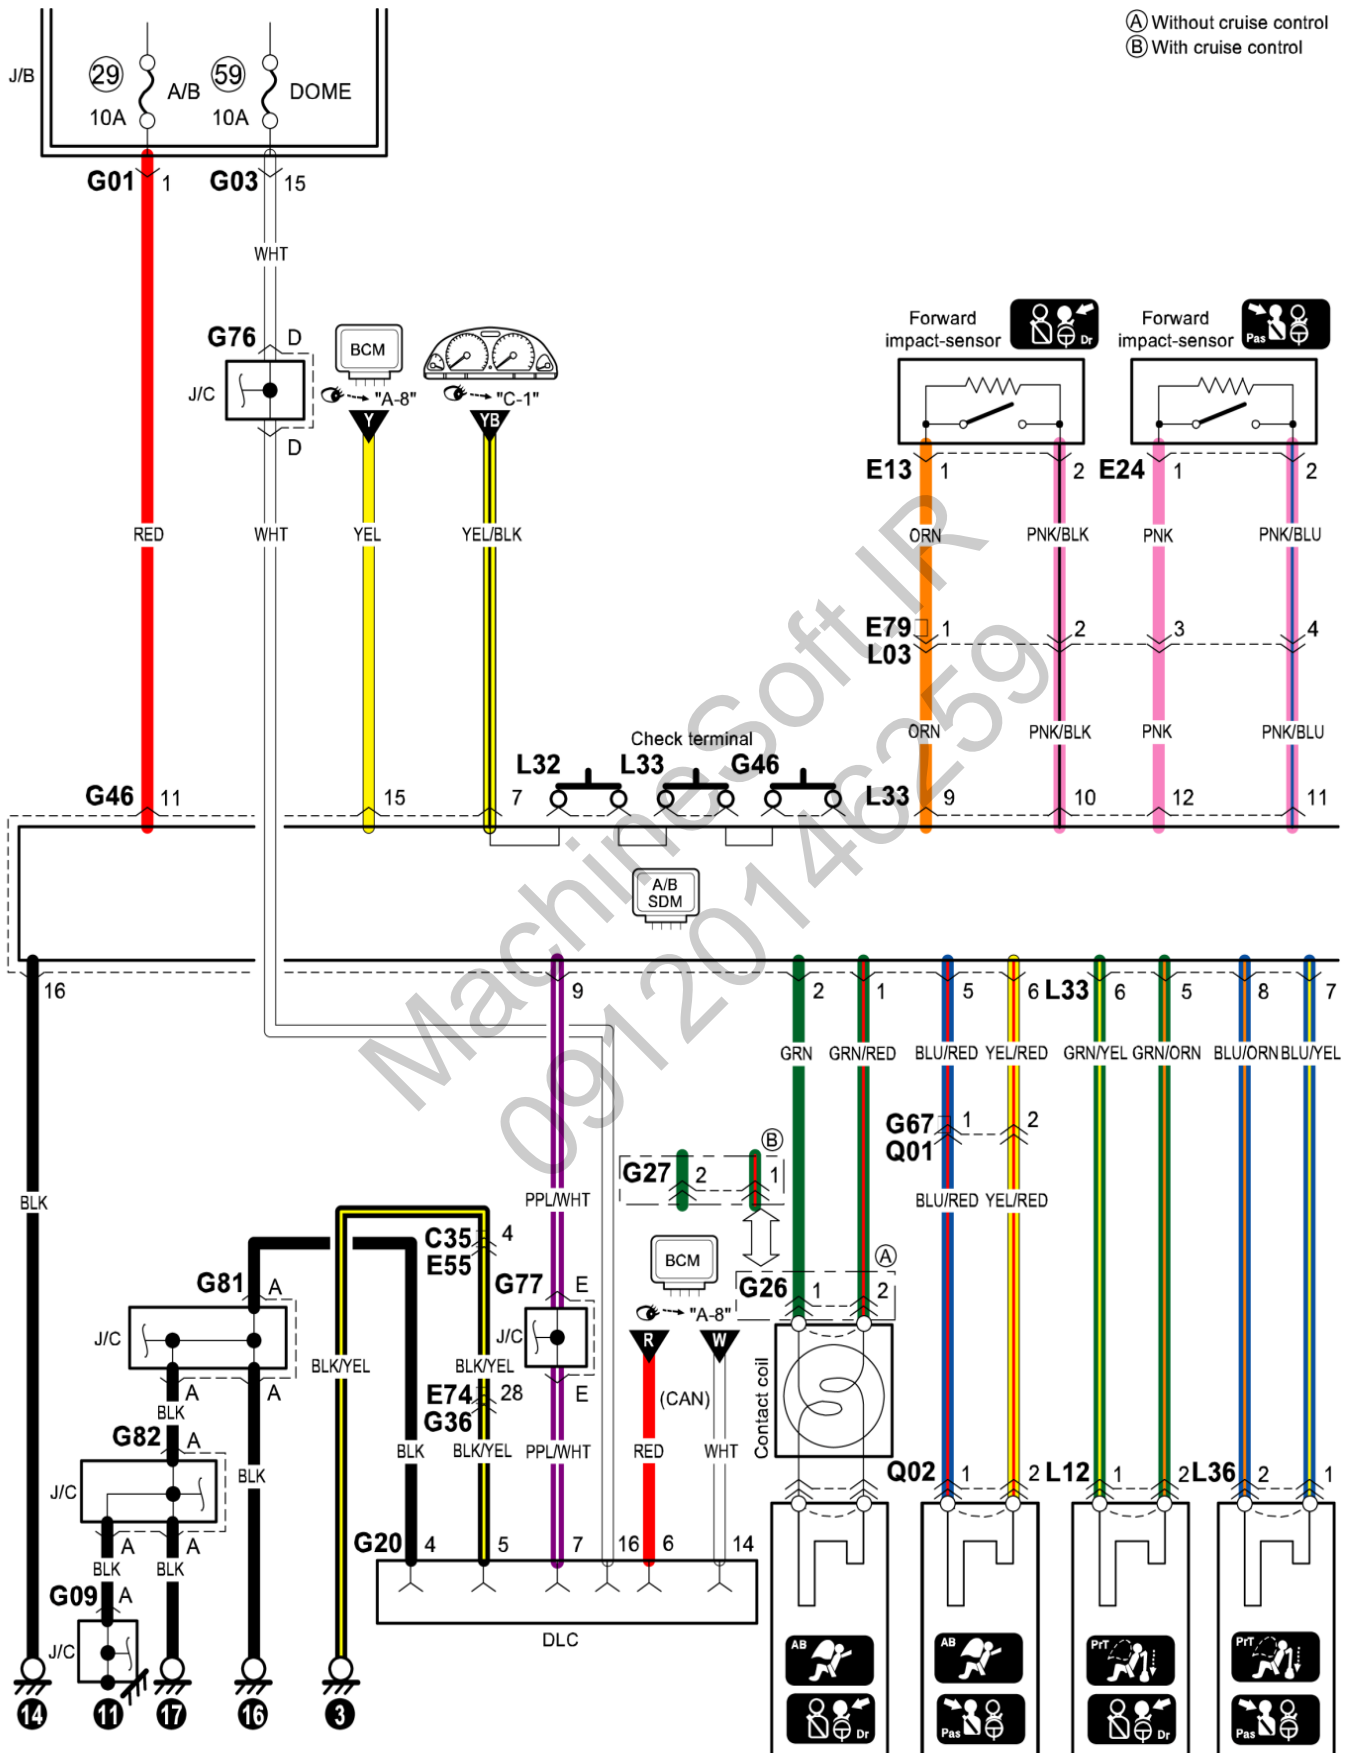 Ⓐ Without cruise control
Ⓑ With cruise control
J/B
29
10A
A/B
59
10A
DOME
G01 1
G03 15
WHT
G76 D
J/C
D
BCM
"A-8"
Y
"C-1"
YB
Forward
impact-sensor
Dr
Forward
impact-sensor
Pas
E13 1 2
E24 1 2
RED WHT YEL YEL/BLK ORN PNK/BLK PNK PNK/BLU
E79 1 2 3 4
L03
ORN PNK/BLK PNK PNK/BLU
Check terminal
L32 L33 G46
G46 11 15 7
L33 9 10 12 11
A/B
SDM
16 9 2 1 5 6 L33 6 5 8 7
GRN GRN/RED BLU/RED YEL/RED GRN/YEL GRN/ORN BLU/ORN BLU/YEL
G67 1 2
Q01
Ⓑ
G27 2 1
BLK PPL/WHT BLU/RED YEL/RED
C35 4
E55
BCM
"A-8"
Ⓐ
G26 1 2
G81 A
G77 E
J/C
J/C
R W
BLK/YEL BLK/YEL
A A
E
BLK
E74 28
G36
(CAN)
Contact coil
G82 A
BLK BLK/YEL PPL/WHT RED WHT
BLK
J/C
Q02 1 2 L12 1 2 L36 2 1
A A
G20 4 5 7 16 6 14
BLK BLK
G09 A
J/C
DLC
AB AB PrT PrT
14 11 17 16 3
Dr Pas Dr Pas
MachineSoft.IR
09120146259